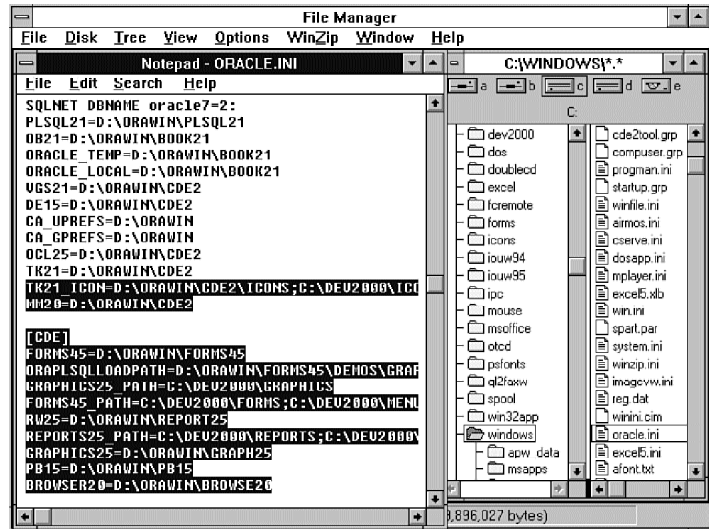 File Manager
File Disk Tree View Options WinZip Window Help
Notepad - ORACLE.INI
File Edit Search Help
SQLNET DBNAME oracle7=2:
PLSQL21=D:\ORAWIN\PLSQL21
OB21=D:\ORAWIN\BOOK21
ORACLE_TEMP=D:\ORAWIN\BOOK21
ORACLE_LOCAL=D:\ORAWIN\BOOK21
VGS21=D:\ORAWIN\CDE2
DE15=D:\ORAWIN\CDE2
CA_UPREFS=D:\ORAWIN
CA_GPREFS=D:\ORAWIN
OCL25=D:\ORAWIN\CDE2
TK21=D:\ORAWIN\CDE2
TK21_ICON=D:\ORAWIN\CDE2\ICONS;C:\DEV2000\ICO
MM20=D:\ORAWIN\CDE2
[CDE]
FORMS45=D:\ORAWIN\FORMS45
ORAPLSQLLOADPATH=D:\ORAWIN\FORMS45\DEMOS\GRAP
GRAPHICS25_PATH=C:\DEV2000\GRAPHICS
FORMS45_PATH=C:\DEV2000\FORMS;C:\DEV2000\MENU
RW25=D:\ORAWIN\REPORT25
REPORTS25_PATH=C:\DEV2000\REPORTS;C:\DEV2000\
GRAPHICS25=D:\ORAWIN\GRAPH25
PB15=D:\ORAWIN\PB15
BROWSER20=D:\ORAWIN\BROWSE20
C:\WINDOWS\*.*
a b c d e
C:
dev2000
dos
doublecd
excel
fcremote
forms
icons
iouw94
iouw95
ipc
mouse
msoffice
otcd
psfonts
ql2faxw
spool
win32app
windows
apw_data
msapps
cde2tool.grp
compuser.grp
progman.ini
startup.grp
winfile.ini
airmos.ini
cserve.ini
dosapp.ini
mplayer.ini
excel5.xlb
win.ini
spart.par
system.ini
winzip.ini
imagevw.ini
reg.dat
winini.cim
oracle.ini
excel5.ini
afont.txt
,896,027 bytes)